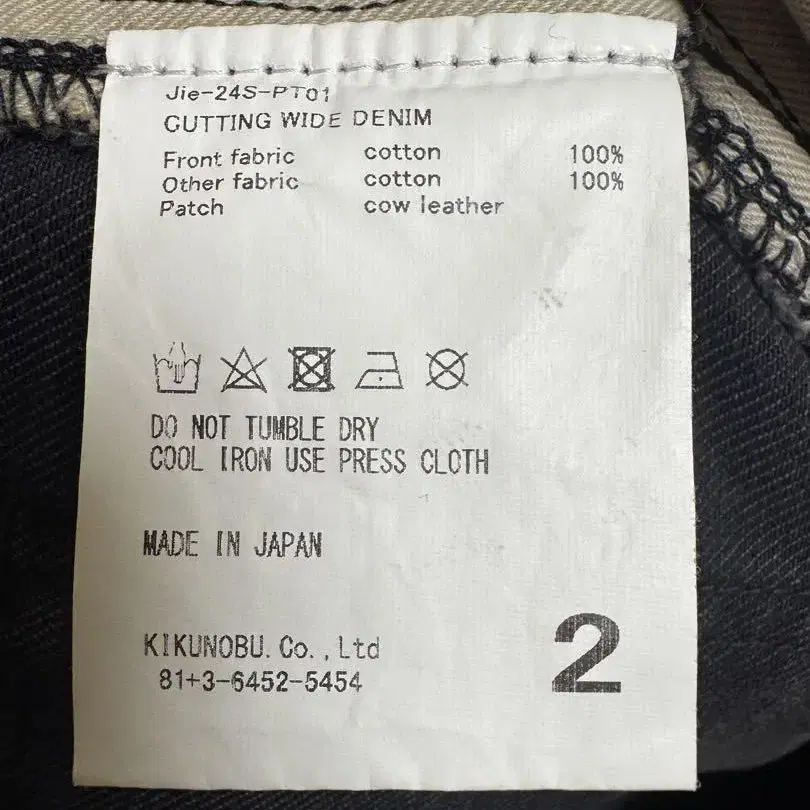 Jie-24S-PT01
CUTTING WIDE DENIM
Front fabric cotton 100%
Other fabric cotton 100%
Patch cow leather
DO NOT TUMBLE DRY
COOL IRON USE PRESS CLOTH
MADE IN JAPAN
KIKUNOBU. Co. , Ltd
81+3-6452-5454
2